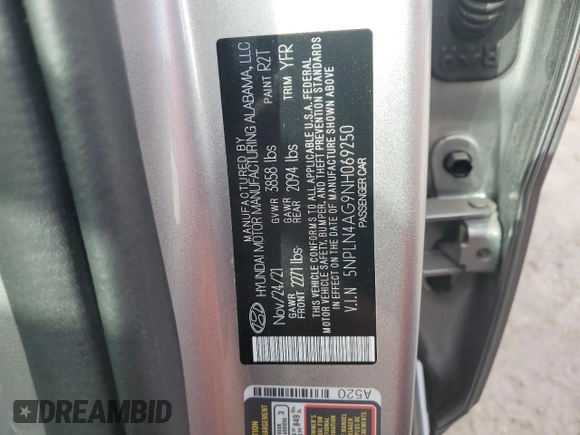 MANUFACTURED BY
HYUNDAI MOTOR MANUFACTURING ALABAMA, LLC
Nov/24/21 GVWR 3858 lbs PAINT R2T
GAWR FRONT 2271 lbs GAWR REAR 2094 lbs TRIM YFR
THIS VEHICLE CONFORMS TO ALL APPLICABLE U.S.A. FEDERAL
MOTOR VEHICLE SAFETY, BUMPER, AND THEFT PREVENTION STANDARDS
IN EFFECT ON THE DATE OF MANUFACTURE SHOWN ABOVE
V.I.N 5NPLN4AG9NH069250
PASSENGER CAR
A520
DREAMBID